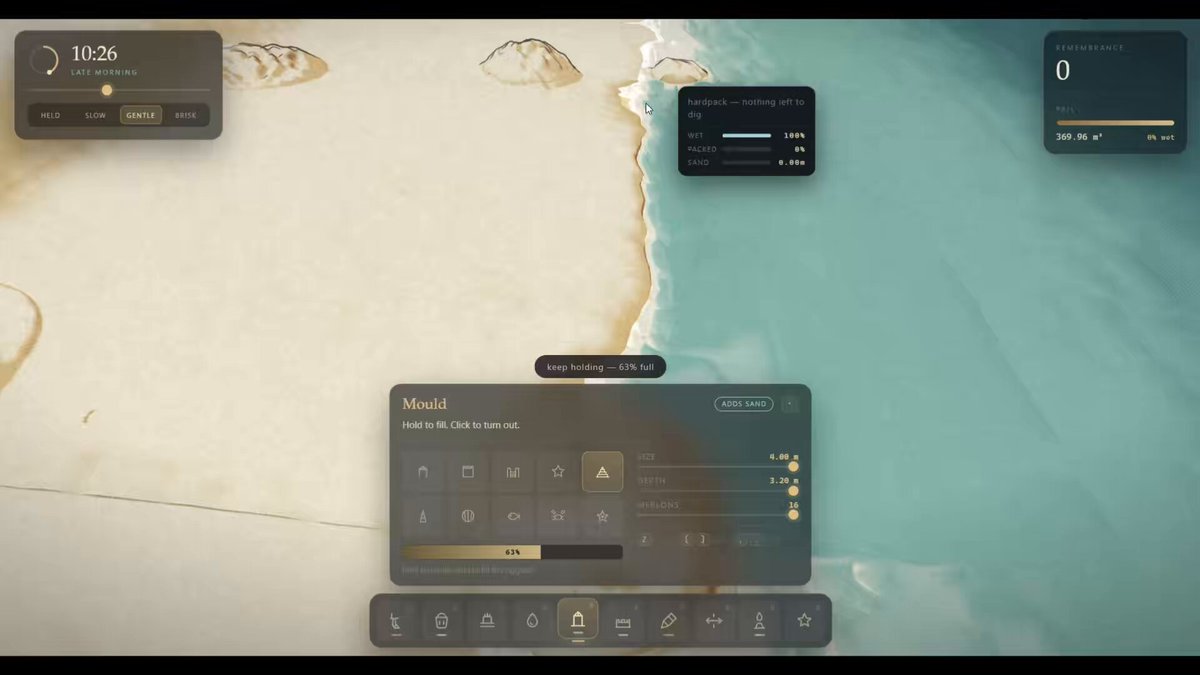 10:26
LATE MORNING
HELD SLOW GENTLE BRISK
REMEMBRANCE
0
369.96 m³ 0% wet
hardpack — nothing left to
dig
WET 100%
PACKED 0%
SAND 0.00m
keep holding — 63% full
Mould
ADDS SAND
Hold to fill. Click to turn out.
SIZE 4.00 m
DEPTH 3.20 m
MERLONS 16
Z [ ]
63%